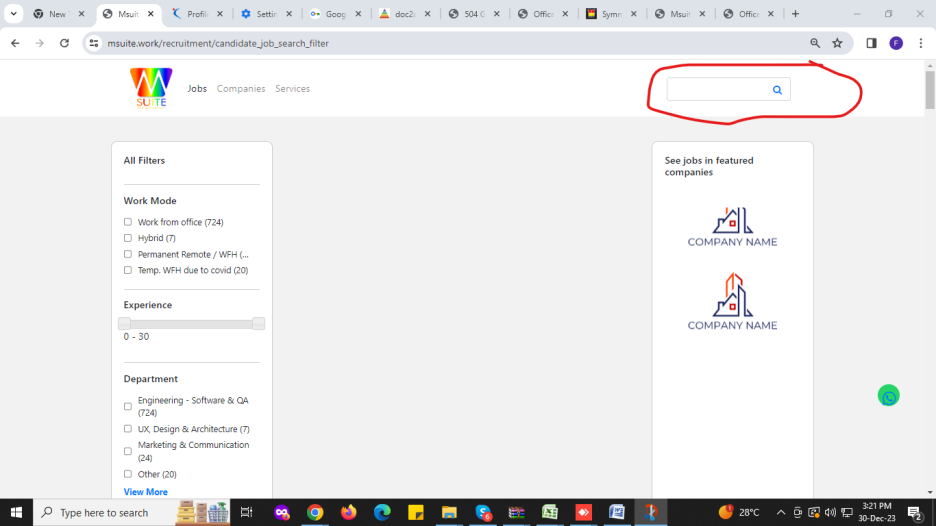 New
Msuite
Profile
Settin
Goog
doc2
504 G
Office
Symn
Msuit
Office
msuite.work/recruitment/candidate_job_search_filter
F
SUITE
Jobs Companies Services
All Filters
Work Mode
Work from office (724)
Hybrid (7)
Permanent Remote / WFH (...
Temp. WFH due to covid (20)
Experience
0 - 30
Department
Engineering - Software & QA
(724)
UX, Design & Architecture (7)
Marketing & Communication
(24)
Other (20)
View More
See jobs in featured
companies
COMPANY NAME
COMPANY NAME
Type here to search
28°C
3:21 PM
30-Dec-23
2